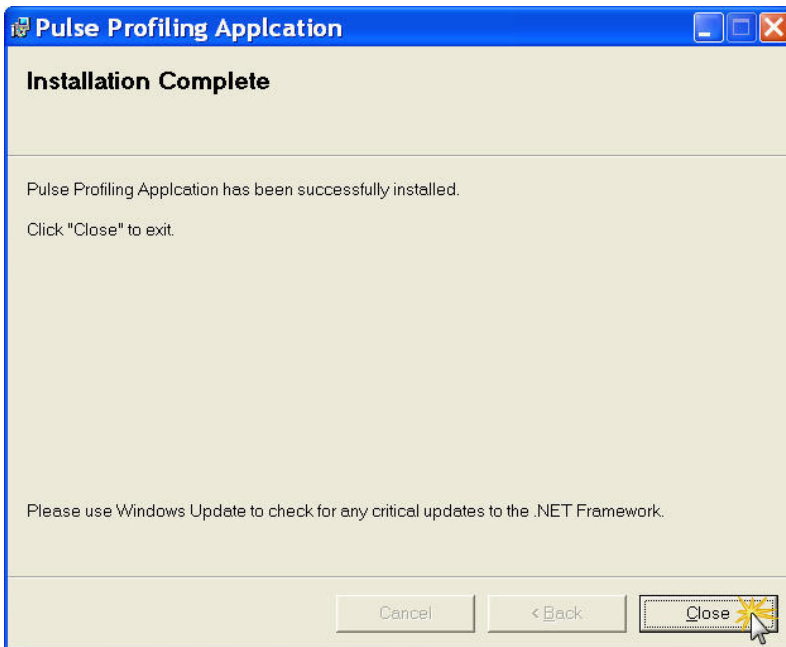 Pulse Profiling Applcation
Installation Complete
Pulse Profiling Applcation has been successfully installed.
Click "Close" to exit.
Please use Windows Update to check for any critical updates to the .NET Framework.
Cancel < Back Close